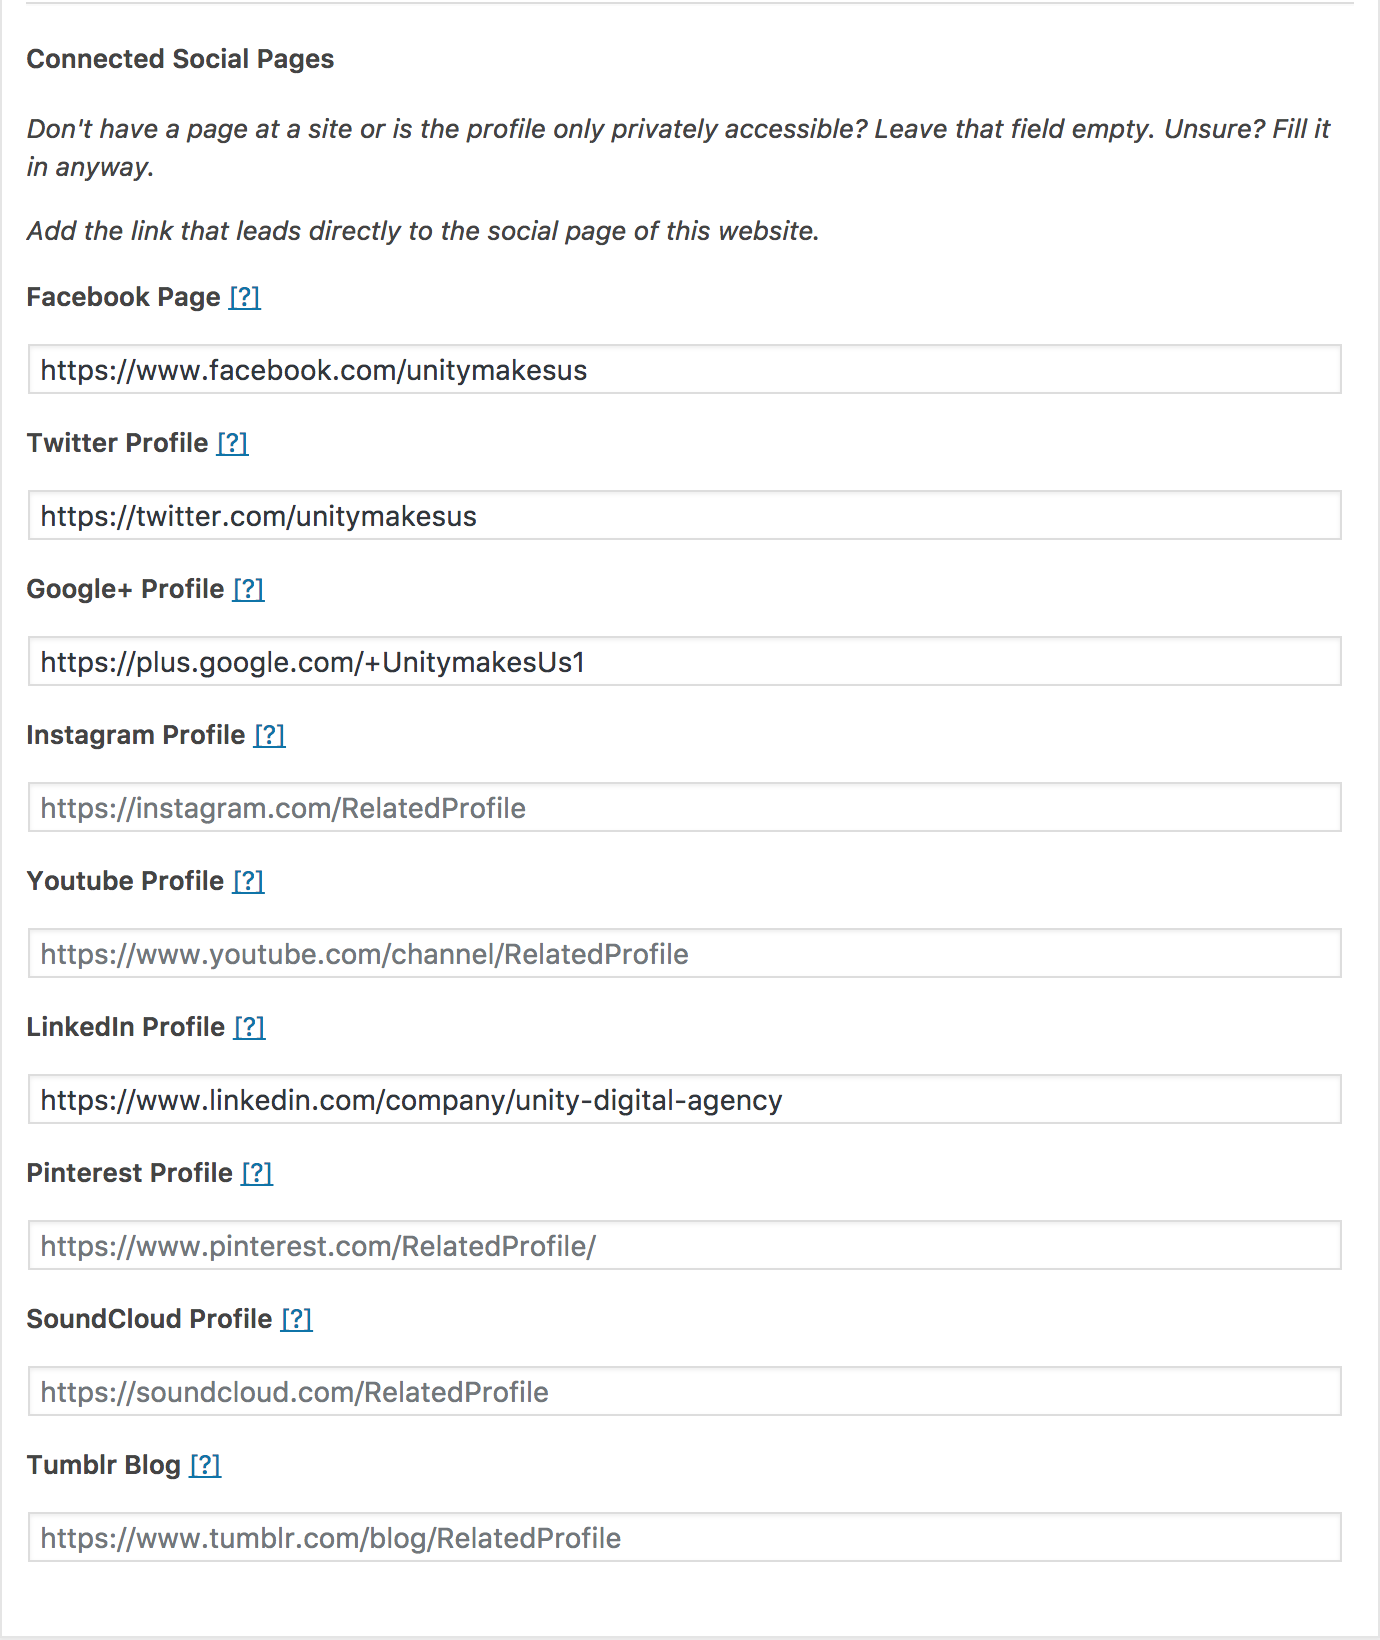 Connected Social Pages
Don't have a page at a site or is the profile only privately accessible? Leave that field empty. Unsure? Fill it
in anyway.
Add the link that leads directly to the social page of this website.
Facebook Page [?]
https://www.facebook.com/unitymakesus
Twitter Profile [?]
https://twitter.com/unitymakesus
Google+ Profile [?]
https://plus.google.com/+UnitymakesUs1
Instagram Profile [?]
https://instagram.com/RelatedProfile
Youtube Profile [?]
https://www.youtube.com/channel/RelatedProfile
LinkedIn Profile [?]
https://www.linkedin.com/company/unity-digital-agency
Pinterest Profile [?]
https://www.pinterest.com/RelatedProfile/
SoundCloud Profile [?]
https://soundcloud.com/RelatedProfile
Tumblr Blog [?]
https://www.tumblr.com/blog/RelatedProfile